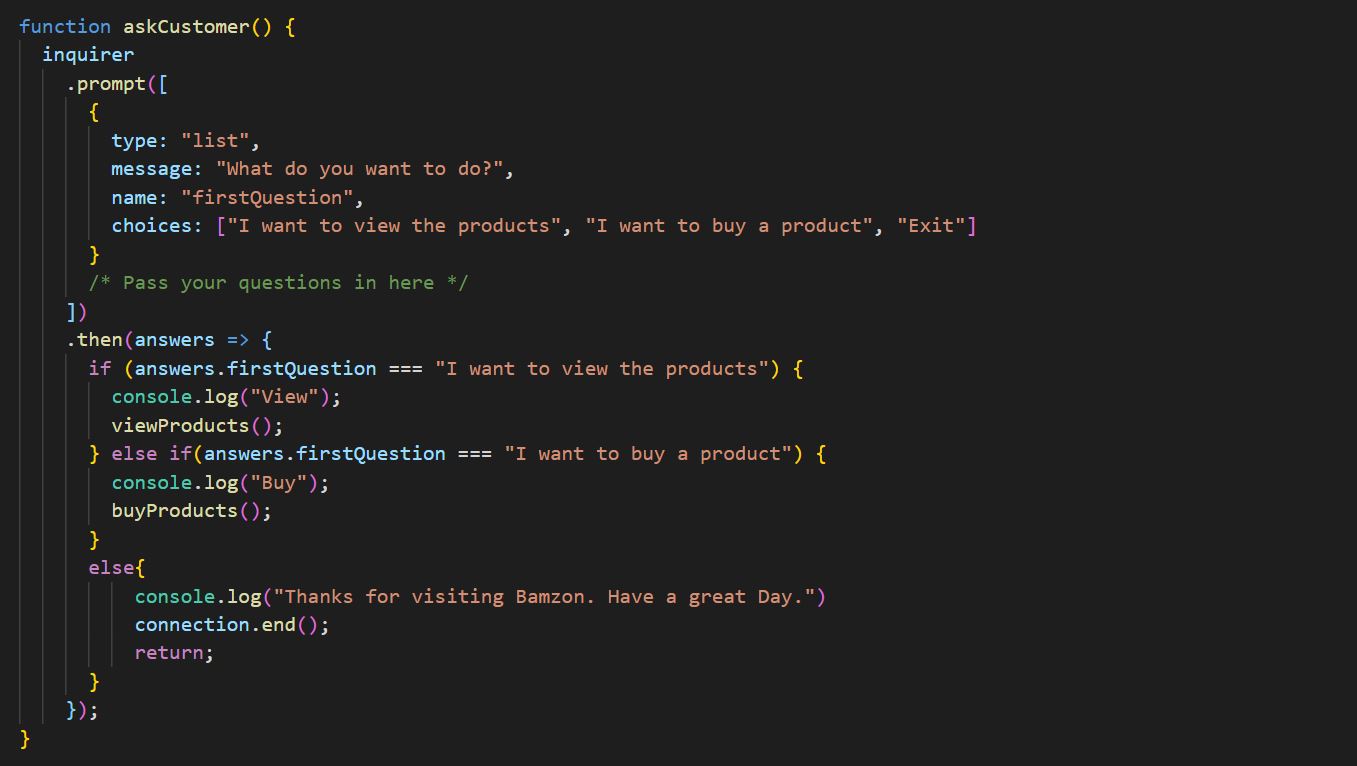 function askCustomer() {
  inquirer
    .prompt([
      {
        type: "list",
        message: "What do you want to do?",
        name: "firstQuestion",
        choices: ["I want to view the products", "I want to buy a product", "Exit"]
      }
      /* Pass your questions in here */
    ])
    .then(answers => {
      if (answers.firstQuestion === "I want to view the products") {
        console.log("View");
        viewProducts();
      } else if(answers.firstQuestion === "I want to buy a product") {
        console.log("Buy");
        buyProducts();
      }
      else{
          console.log("Thanks for visiting Bamzon. Have a great Day.")
          connection.end();
          return;
      }
    });
}